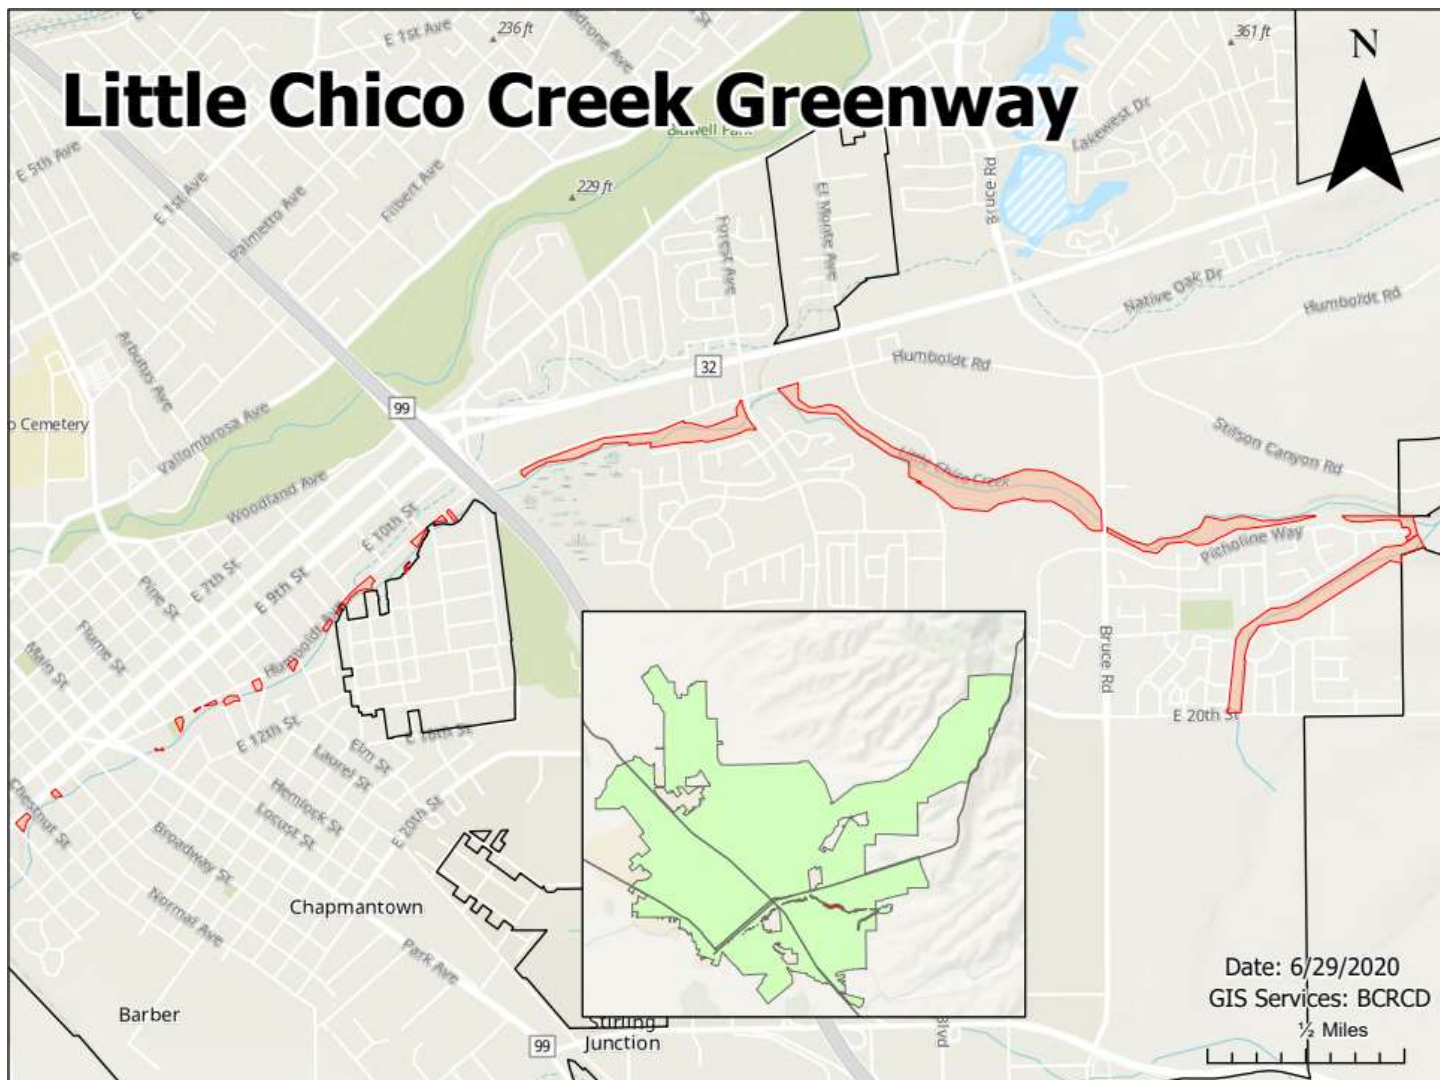 E 1st Ave
236 ft
361 ft
N
Little Chico Creek Greenway
Bidwell Park
Lakewest Dr
E 5th Ave
E 1st Ave
Palmetto Ave
Filbert Ave
229 ft
Forest Ave
El Monte Ave
Bruce Rd
Native Oak Dr
Humboldt Rd
Arbutus Ave
32
Humboldt Rd
99
Cemetery
Vallombrosa Ave
Stilson Canyon Rd
Little Chico Creek
Woodland Ave
E 10th St
Picholine Way
Pine St
E 7th St
E 9th St
Flume St
Main St
Humboldt Ave
Bruce Rd
E 20th St
E 12th St
E 16th St
Elm St
Laurel St
Chestnut St
Hemlock St
Locust St
E 20th St
Broadway St
Normal Ave
Chapmantown
Park Ave
Barber
Date: 6/29/2020
GIS Services: BCRCD
½ Miles
Stirling
Junction
99
Blvd